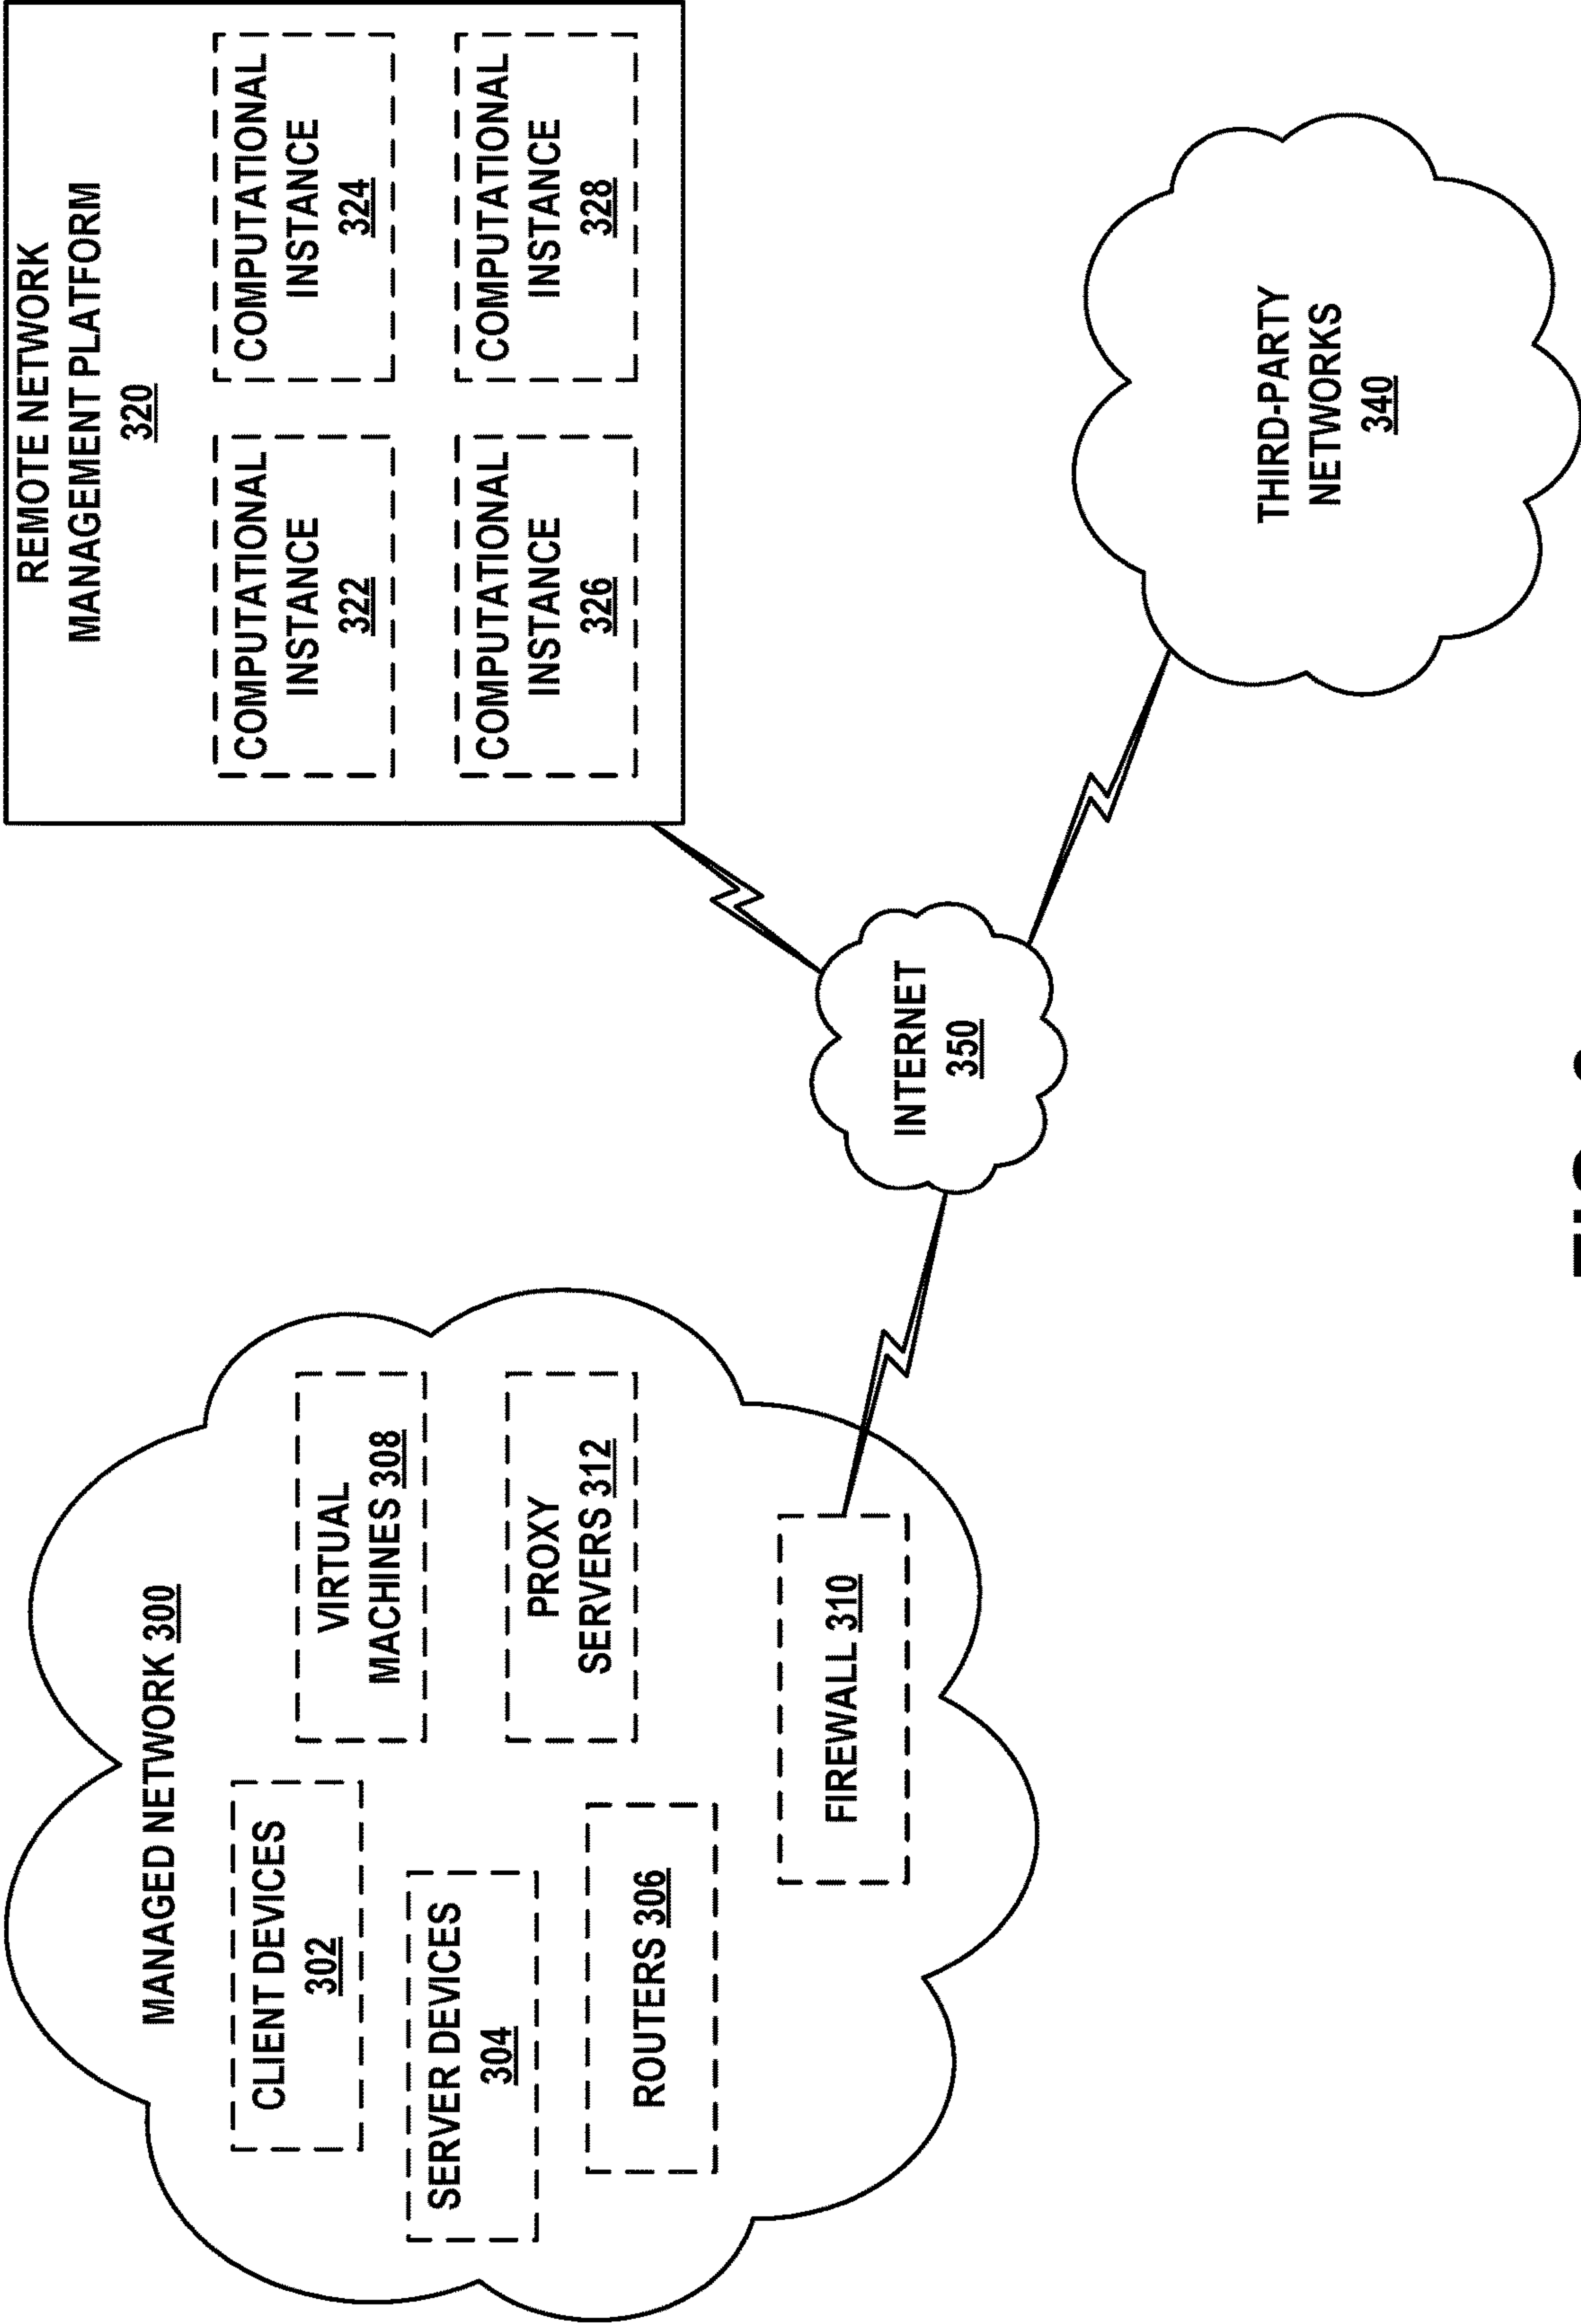 MANAGED NETWORK 300
CLIENT DEVICES
302
VIRTUAL
MACHINES 308
SERVER DEVICES
304
PROXY
SERVERS 312
ROUTERS 306
FIREWALL 310
INTERNET
350
REMOTE NETWORK
MANAGEMENT PLATFORM
320
COMPUTATIONAL
INSTANCE
322
COMPUTATIONAL
INSTANCE
324
COMPUTATIONAL
INSTANCE
326
COMPUTATIONAL
INSTANCE
328
THIRD-PARTY
NETWORKS
340